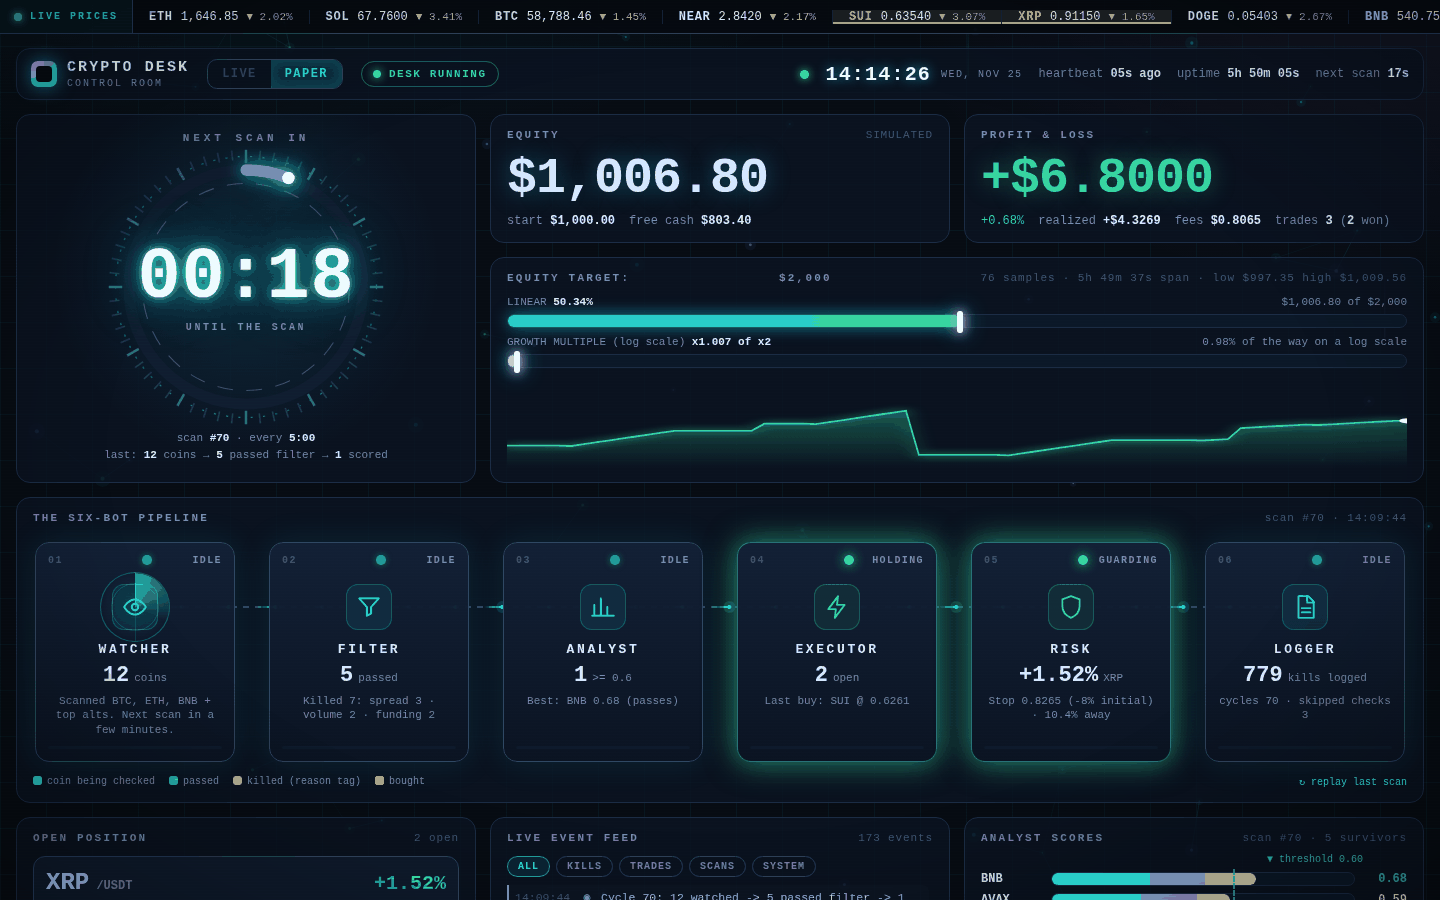 LIVE PRICES ETH 1,646.85 ▼ 2.02% SOL 67.7600 ▼ 3.41% BTC 58,788.46 ▼ 1.45% NEAR 2.8420 ▼ 2.17% SUI 0.63540 ▼ 3.07% XRP 0.91150 ▼ 1.65% DOGE 0.05403 ▼ 2.67% BNB 540.75
CRYPTO DESK
CONTROL ROOM
LIVE PAPER DESK RUNNING
14:14:26 WED, NOV 25 heartbeat 05s ago uptime 5h 50m 05s next scan 17s
NEXT SCAN IN
00:18
UNTIL THE SCAN
scan #70 · every 5:00
last: 12 coins → 5 passed filter → 1 scored
EQUITY SIMULATED
$1,006.80
start $1,000.00 free cash $803.40
PROFIT & LOSS
+$6.8000
+0.68% realized +$4.3269 fees $0.8065 trades 3 (2 won)
EQUITY TARGET: $2,000 76 samples · 5h 49m 37s span · low $997.35 high $1,009.56
LINEAR 50.34% $1,006.80 of $2,000
GROWTH MULTIPLE (log scale) x1.007 of x2 0.98% of the way on a log scale
THE SIX-BOT PIPELINE scan #70 · 14:09:44
01 IDLE
WATCHER
12 coins
Scanned BTC, ETH, BNB +
top alts. Next scan in a
few minutes.
02 IDLE
FILTER
5 passed
Killed 7: spread 3 ·
volume 2 · funding 2
03 IDLE
ANALYST
1 >= 0.6
Best: BNB 0.68 (passes)
04 HOLDING
EXECUTOR
2 open
Last buy: SUI @ 0.6261
05 GUARDING
RISK
+1.52% XRP
Stop 0.8265 (-8% initial)
· 10.4% away
06 IDLE
LOGGER
779 kills logged
cycles 70 · skipped checks
3
coin being checked passed killed (reason tag) bought ↻ replay last scan
OPEN POSITION 2 open
XRP /USDT +1.52%
LIVE EVENT FEED 173 events
ALL KILLS TRADES SCANS SYSTEM
14:09:44 ◉ Cycle 70: 12 watched -> 5 passed filter -> 1
ANALYST SCORES scan #70 · 5 survivors
▼ threshold 0.60
BNB 0.68
AVAX 0.59